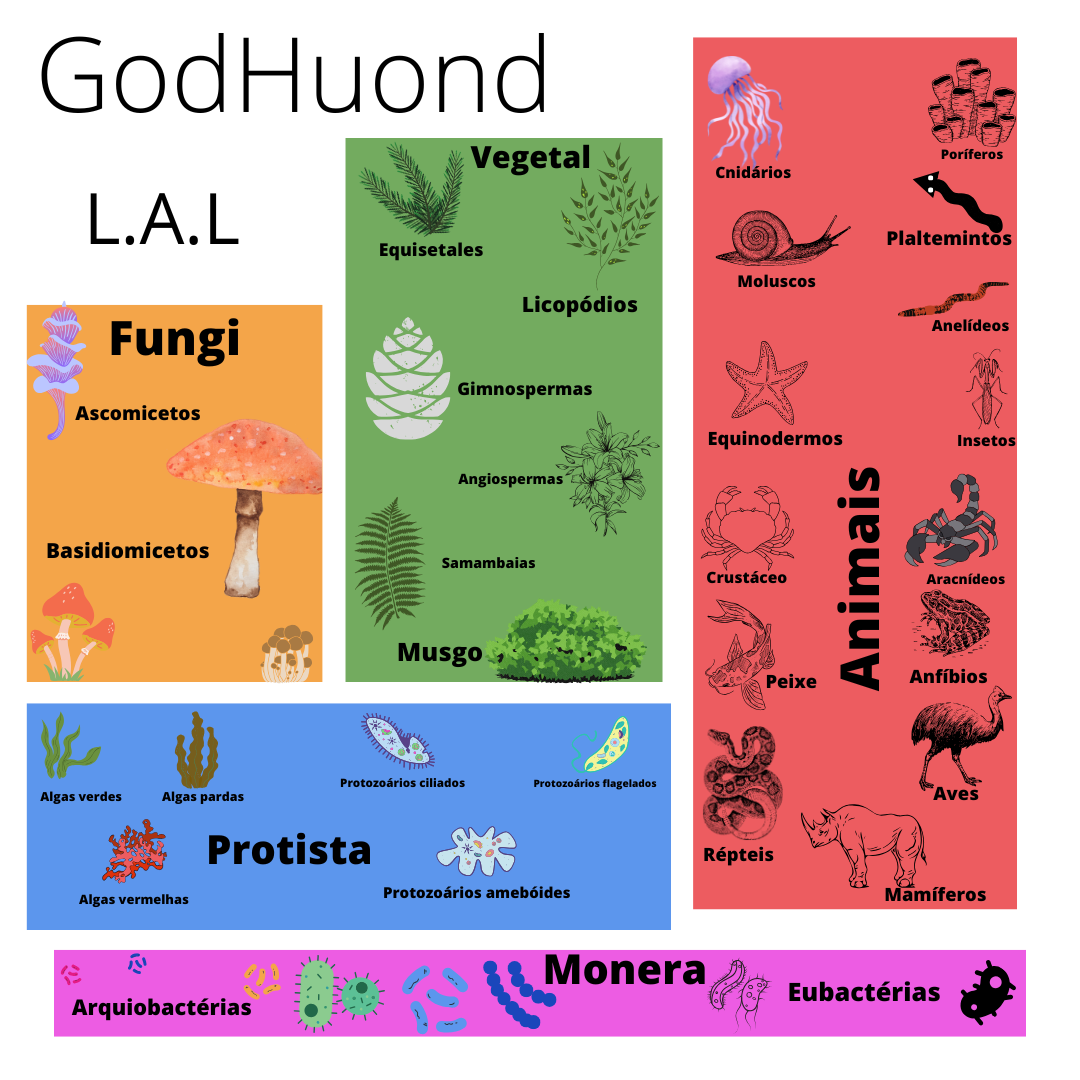 GodHuond
L.A.L
Fungi
Ascomicetos
Basidiomicetos
Vegetal
Equisetales
Licopódios
Gimnospermas
Angiospermas
Samambaias
Musgo
Animais
Cnidários
Poríferos
Plaltemintos
Moluscos
Anelídeos
Equinodermos
Insetos
Crustáceo
Aracnídeos
Peixe
Anfíbios
Aves
Répteis
Mamíferos
Protista
Algas verdes
Algas pardas
Protozoários ciliados
Protozoários flagelados
Algas vermelhas
Protozoários amebóides
Monera
Arquiobactérias
Eubactérias